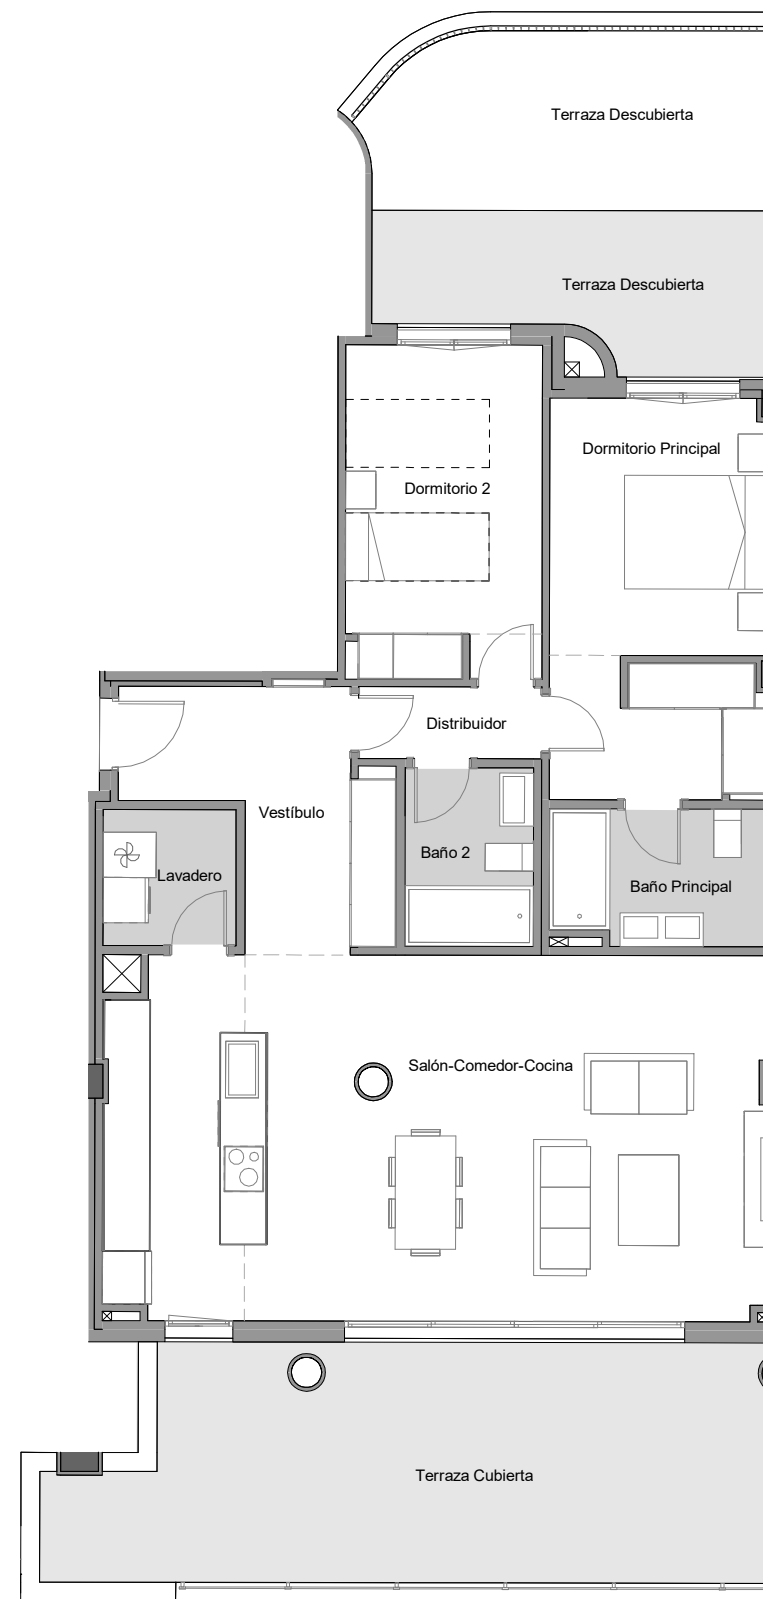 Terraza Descubierta
Terraza Descubierta
Dormitorio Principal
Dormitorio 2
Distribuidor
Vestíbulo
Baño 2
Lavadero
Baño Principal
Salón-Comedor-Cocina
Terraza Cubierta